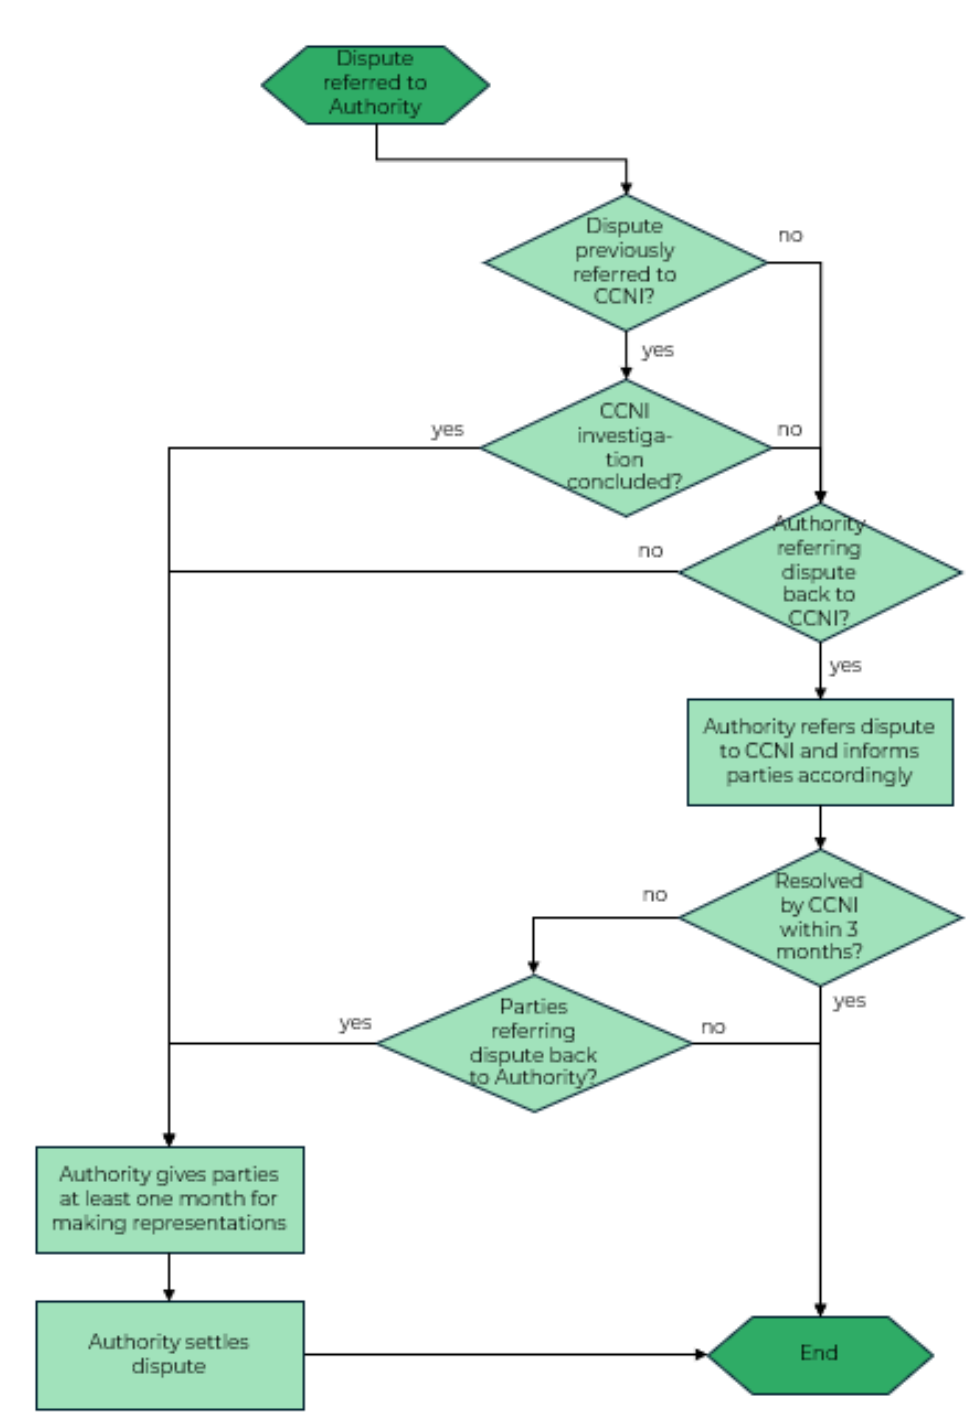 Dispute
referred to
Authority
Dispute
previously
referred to
CCNI?
no
yes
CCNI
investiga-
tion
concluded?
yes
no
Authority
referring
dispute
back to
CCNI?
no
yes
Authority refers dispute
to CCNI and informs
parties accordingly
Resolved
by CCNI
within 3
months?
no
yes
Parties
referring
dispute back
to Authority?
yes
no
Authority gives parties
at least one month for
making representations
Authority settles
dispute
End